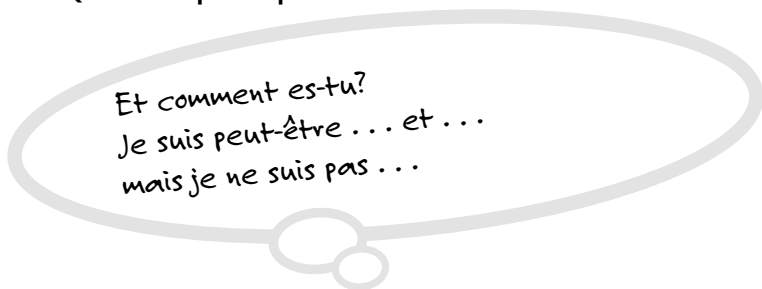 Et comment es-tu?
Je suis peut-être . . . et . . .
mais je ne suis pas . . .